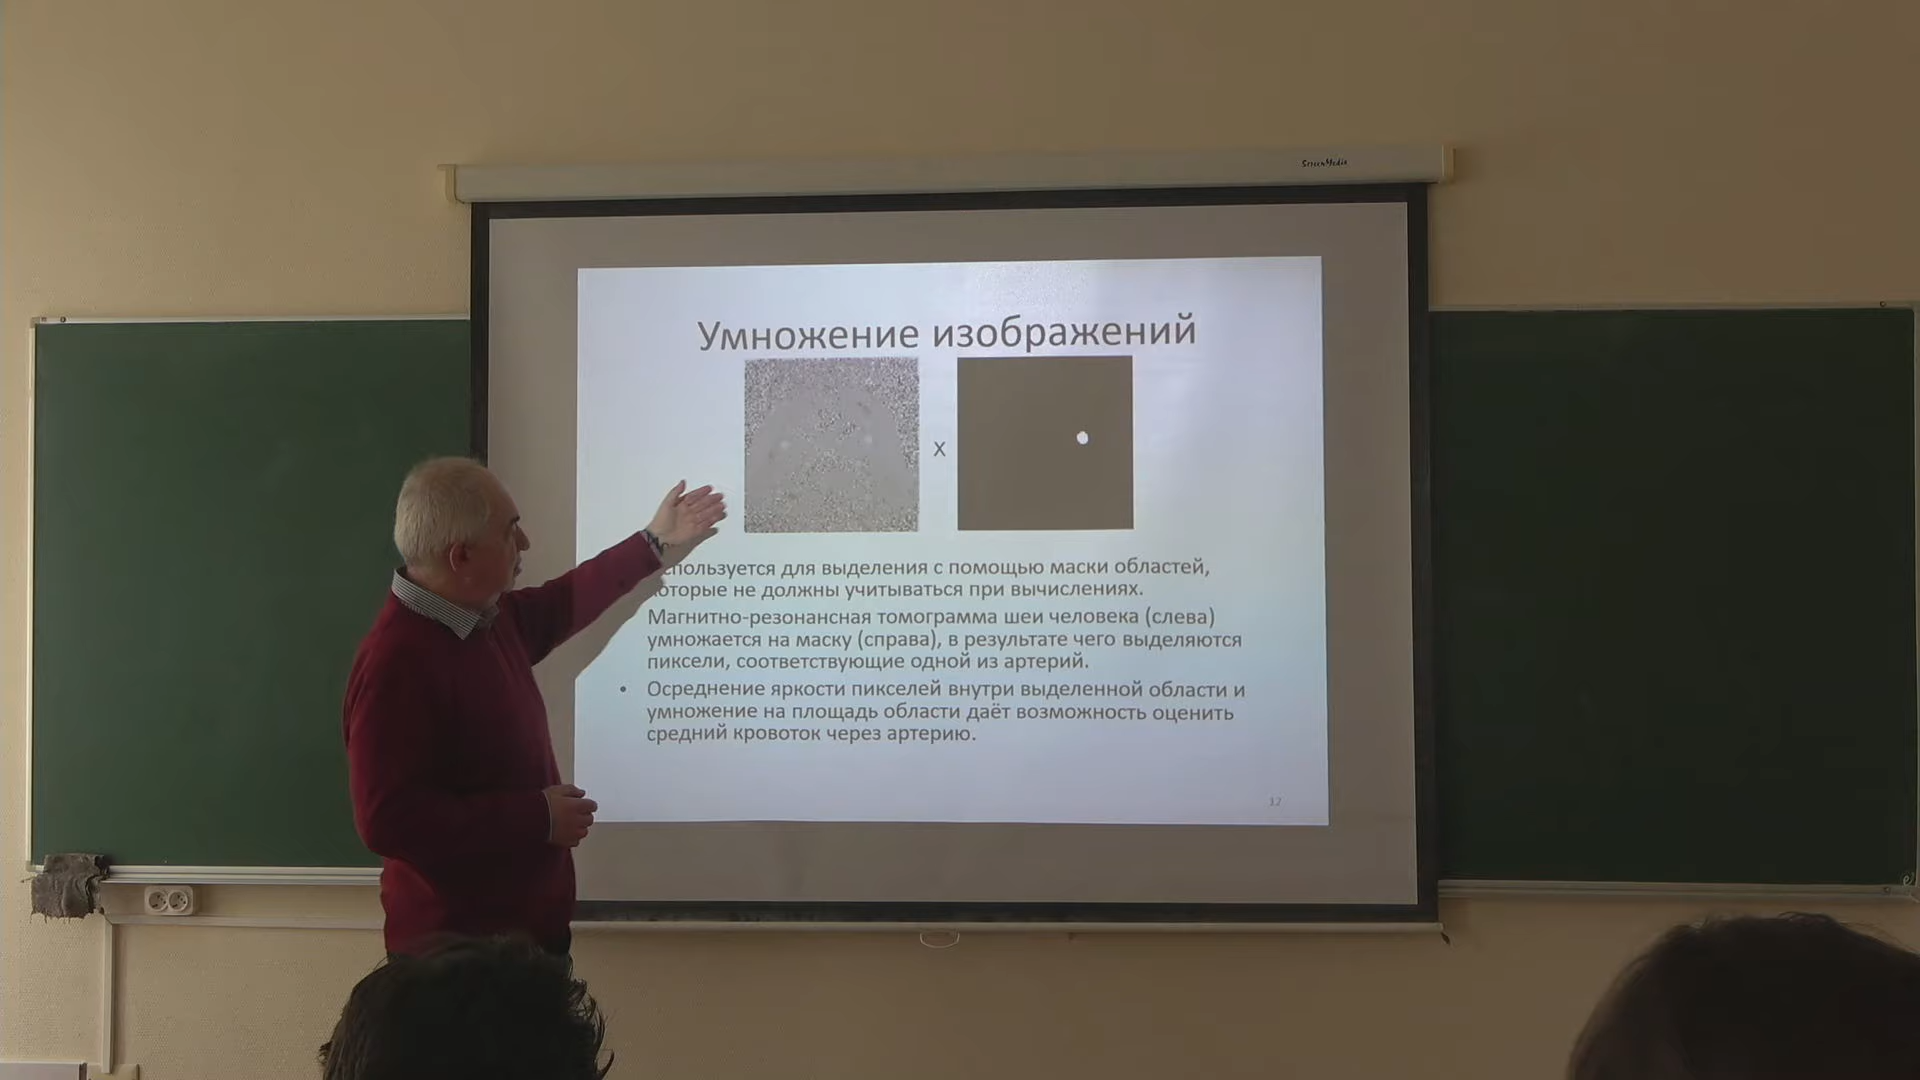 ScreenMedia
Умножение изображений
x
спользуется для выделения с помощью маски областей,
оторые не должны учитываться при вычислениях.
Магнитно-резонансная томограмма шеи человека (слева)
умножается на маску (справа), в результате чего выделяются
пиксели, соответствующие одной из артерий.
• Осреднение яркости пикселей внутри выделенной области и
умножение на площадь области даёт возможность оценить
средний кровоток через артерию.
12